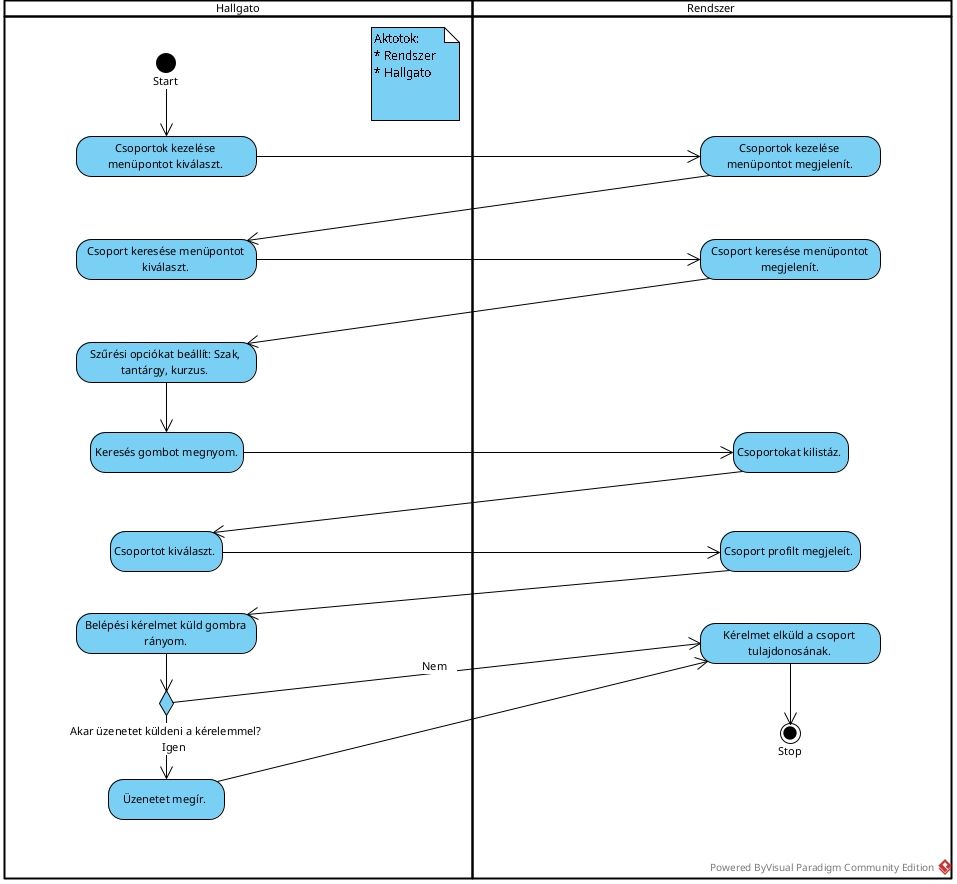 Hallgato
Rendszer
Aktotok:
* Rendszer
* Hallgato
Start
Csoportok kezelése
menüpontot kiválaszt.
Csoportok kezelése
menüpontot megjelenít.
Csoport keresése menüpontot
kiválaszt.
Csoport keresése menüpontot
megjelenít.
Szűrési opciókat beállít: Szak,
tantárgy, kurzus.
Keresés gombot megnyom.
Csoportokat kilistáz.
Csoportot kiválaszt.
Csoport profilt megjeleít.
Belépési kérelmet küld gombra
rányom.
Kérelmet elküld a csoport
tulajdonosának.
Nem
Akar üzenetet küldeni a kérelemmel?
Igen
Stop
Üzenetet megír.
Powered ByVisual Paradigm Community Edition